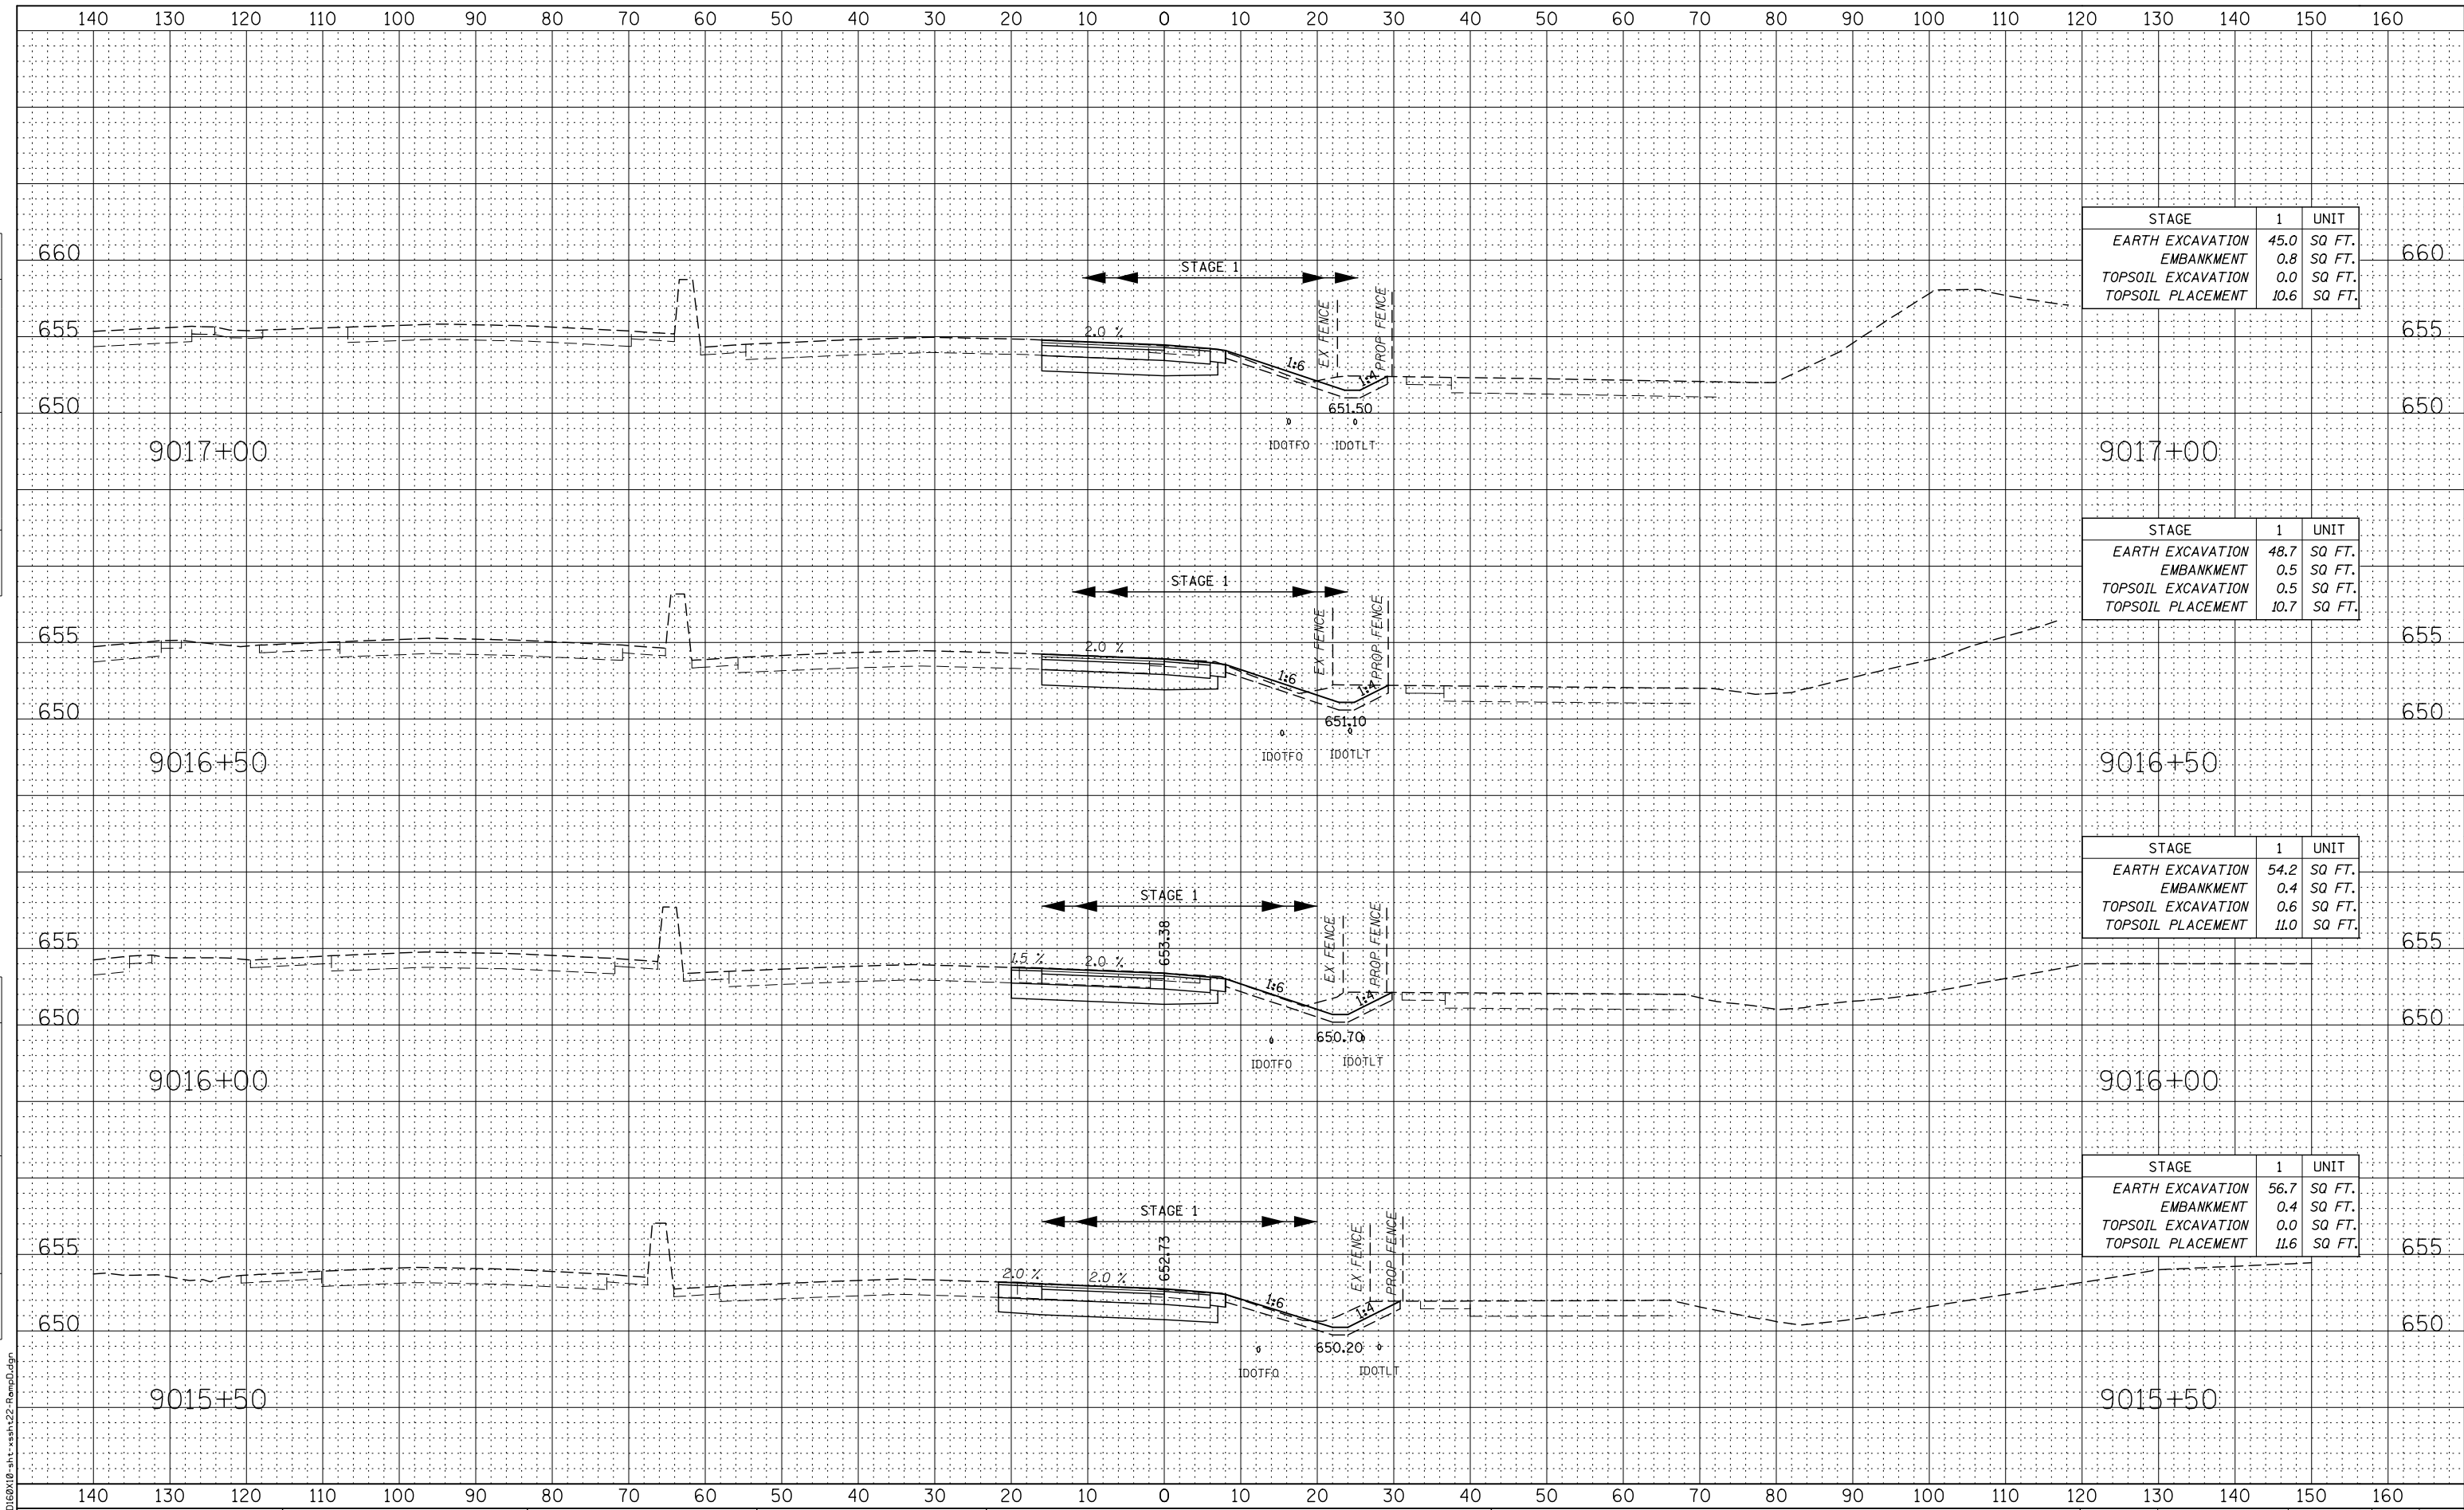 140 130 120 110 100 90 80 70 60 50 40 30 20 10 0 10 20 30 40 50 60 70 80 90 100 110 120 130 140 150 160
STAGE 1 UNIT
EARTH EXCAVATION 45.0 SQ FT.
EMBANKMENT 0.8 SQ FT.
TOPSOIL EXCAVATION 0.0 SQ FT.
TOPSOIL PLACEMENT 10.6 SQ FT.
660 660
STAGE 1
EX FENCE
PROP FENCE
655 2.0 % 655
1:6
1:4
650 651.50 650
IDOTFO IDOTLT
9017+00 9017+00
STAGE 1 UNIT
EARTH EXCAVATION 48.7 SQ FT.
EMBANKMENT 0.5 SQ FT.
TOPSOIL EXCAVATION 0.5 SQ FT.
TOPSOIL PLACEMENT 10.7 SQ FT.
STAGE 1
EX FENCE
PROP FENCE
655 2.0 % 655
1:6
1:4
650 651.10 650
IDOTFO IDOTLT
9016+50 9016+50
STAGE 1 UNIT
EARTH EXCAVATION 54.2 SQ FT.
EMBANKMENT 0.4 SQ FT.
TOPSOIL EXCAVATION 0.6 SQ FT.
TOPSOIL PLACEMENT 11.0 SQ FT.
STAGE 1
653.38
EX FENCE
PROP FENCE
655 655
1.5 % 2.0 %
1:6
1:4
650 650
650.70
IDOTFO IDOTLT
9016+00 9016+00
STAGE 1 UNIT
EARTH EXCAVATION 56.7 SQ FT.
EMBANKMENT 0.4 SQ FT.
TOPSOIL EXCAVATION 0.0 SQ FT.
TOPSOIL PLACEMENT 11.6 SQ FT.
STAGE 1
652.73
EX FENCE
PROP FENCE
655 655
2.0 % 2.0 %
1:6
1:4
650 650
650.20
IDOTFO IDOTLT
9015+50 9015+50
D160X10-sht-xssht22-RampD.dgn
140 130 120 110 100 90 80 70 60 50 40 30 20 10 0 10 20 30 40 50 60 70 80 90 100 110 120 130 140 150 160